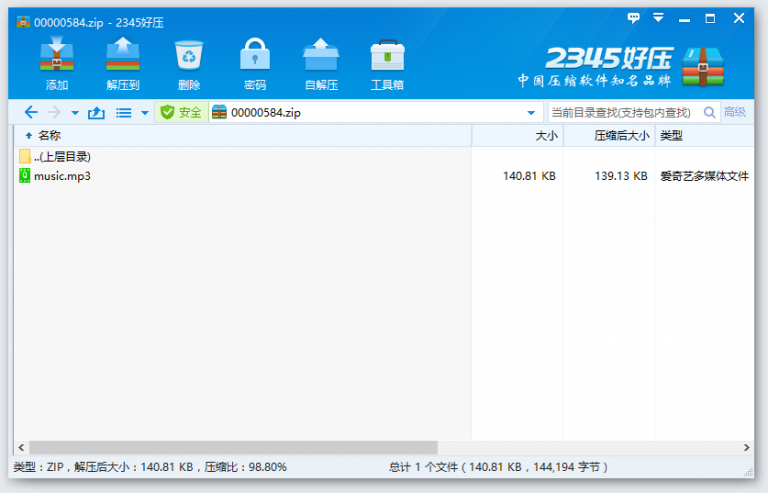 00000584.zip - 2345好压
添加 解压到 删除 密码 自解压 工具箱
2345好压
中国压缩软件知名品牌
安全 00000584.zip 当前目录查找(支持包内查找) 高级
名称 大小 压缩后大小 类型
..(上层目录)
music.mp3 140.81 KB 139.13 KB 爱奇艺多媒体文件
类型：ZIP，解压后大小：140.81 KB，压缩比：98.80% 总计 1 个文件（140.81 KB，144,194 字节）